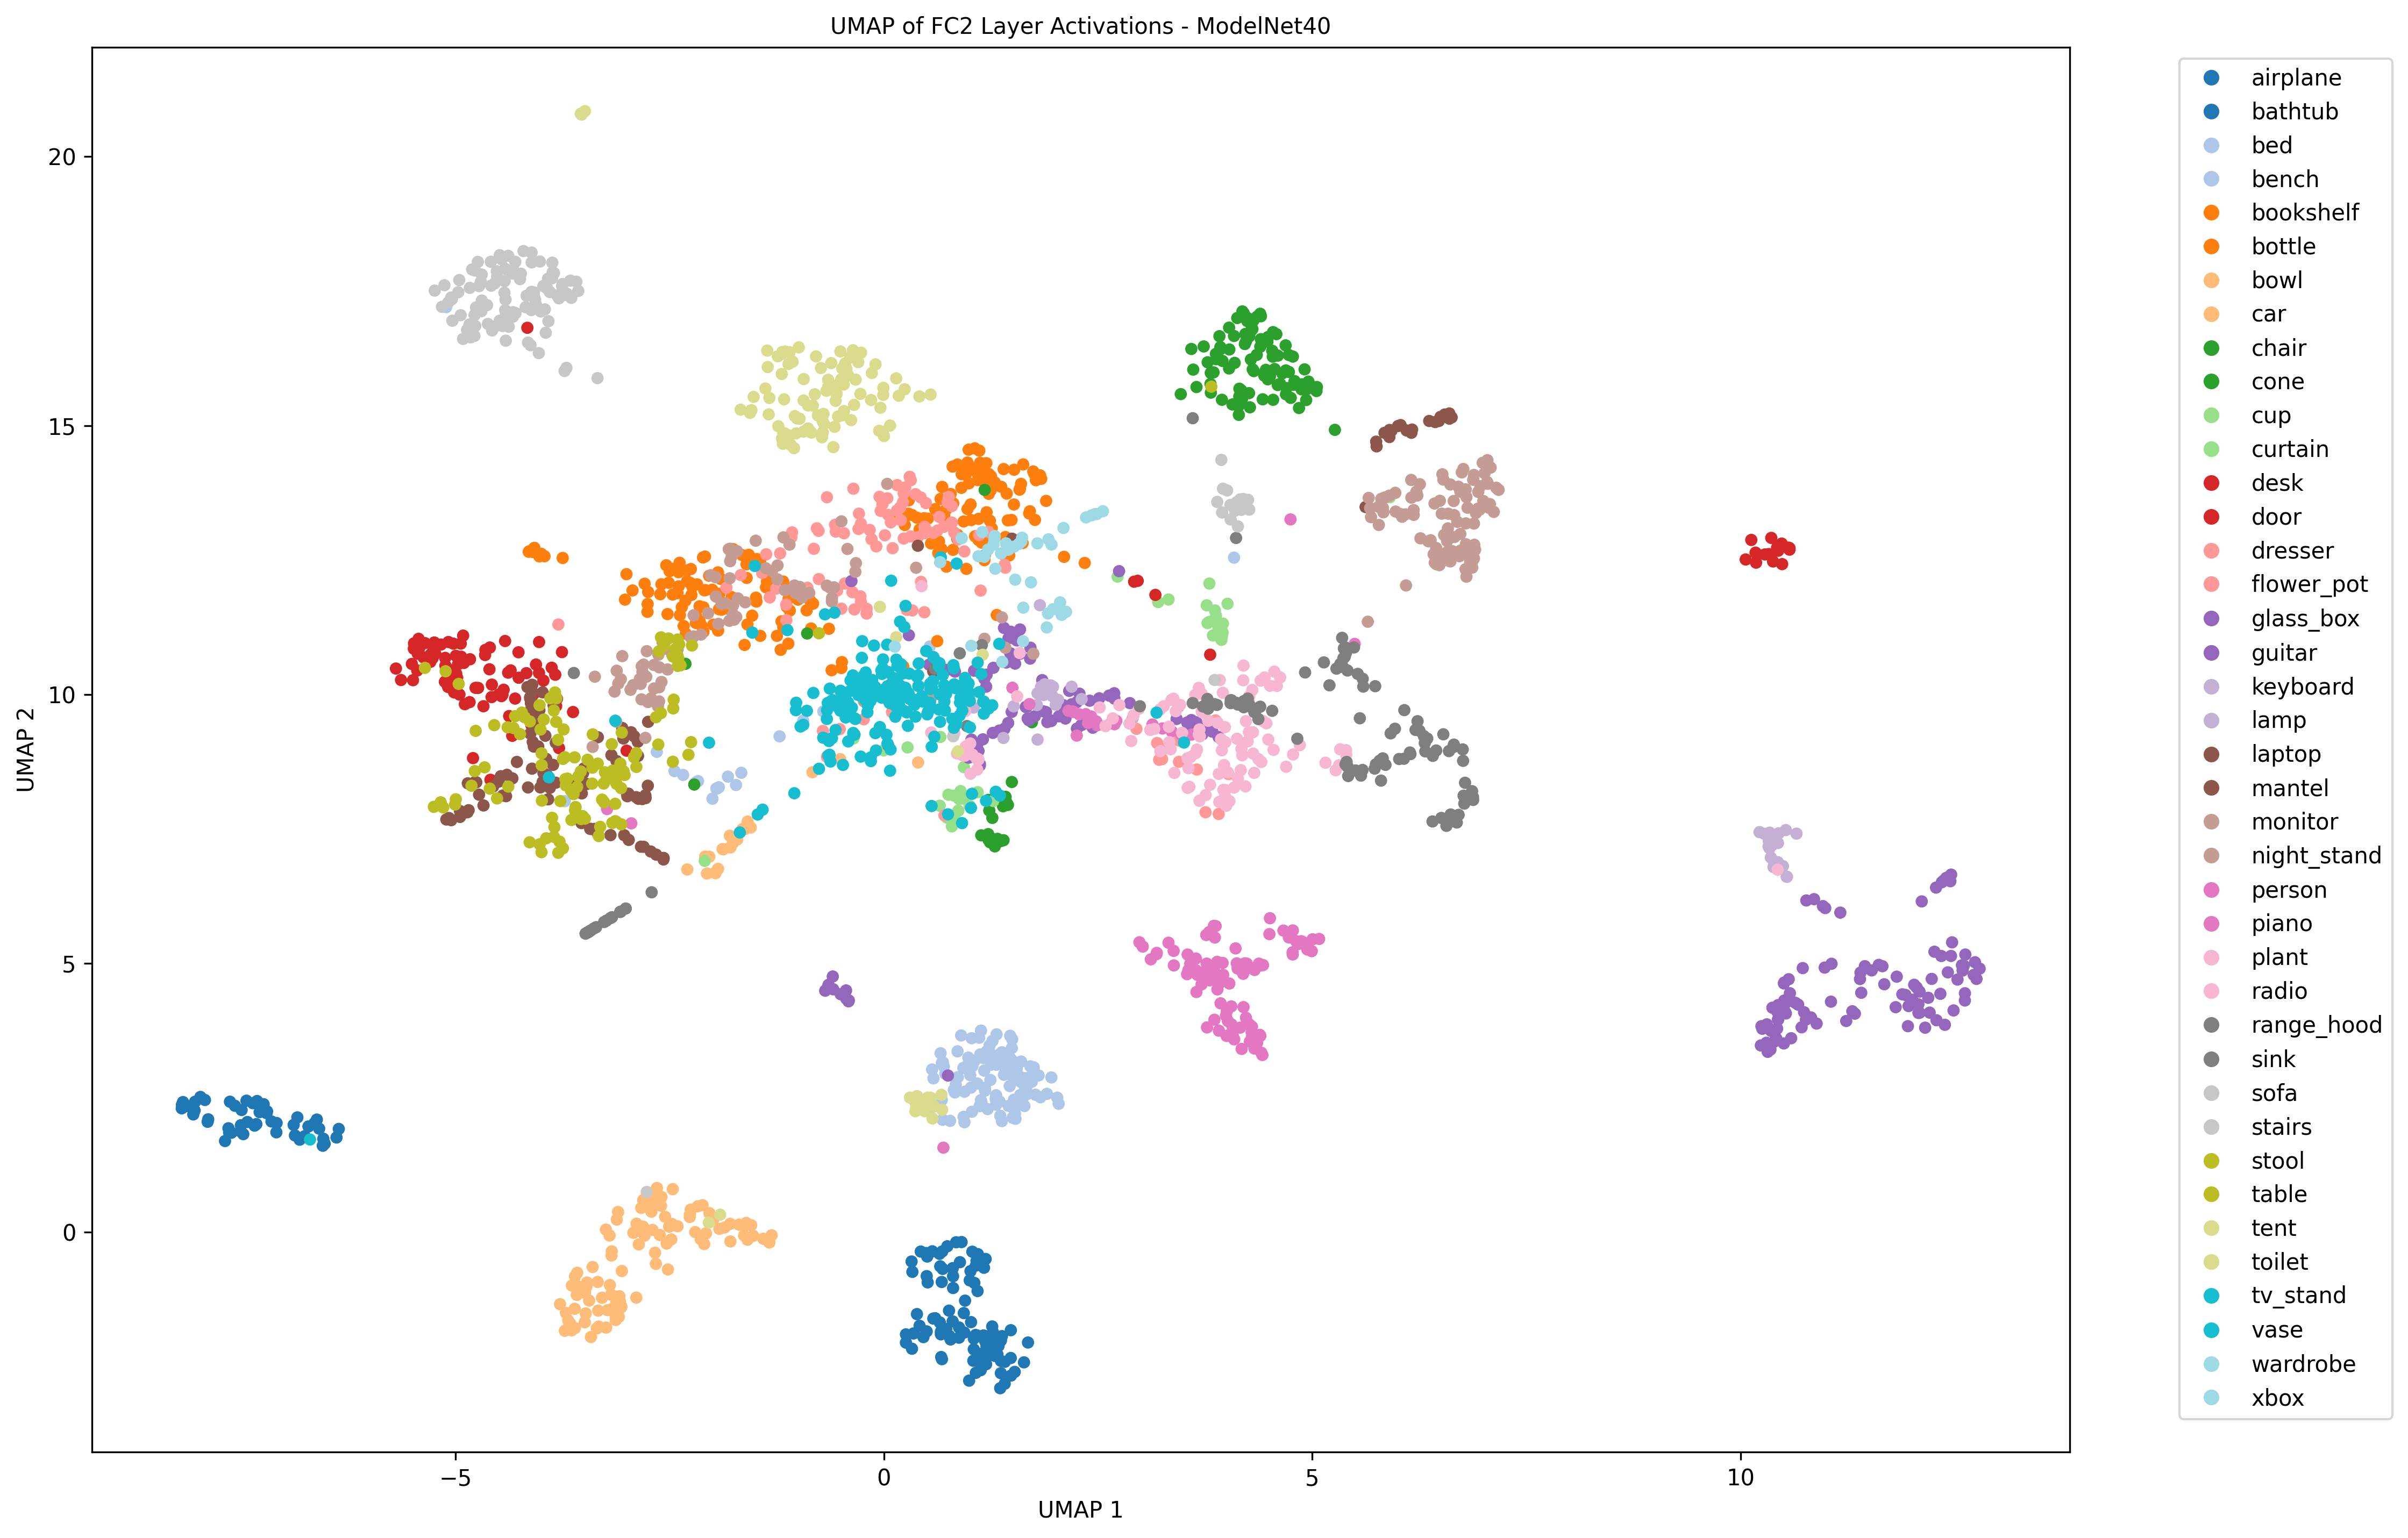 UMAP of FC2 Layer Activations - ModelNet40
20
15
10
5
0
UMAP 2
−5
0
5
10
UMAP 1
airplane
bathtub
bed
bench
bookshelf
bottle
bowl
car
chair
cone
cup
curtain
desk
door
dresser
flower_pot
glass_box
guitar
keyboard
lamp
laptop
mantel
monitor
night_stand
person
piano
plant
radio
range_hood
sink
sofa
stairs
stool
table
tent
toilet
tv_stand
vase
wardrobe
xbox